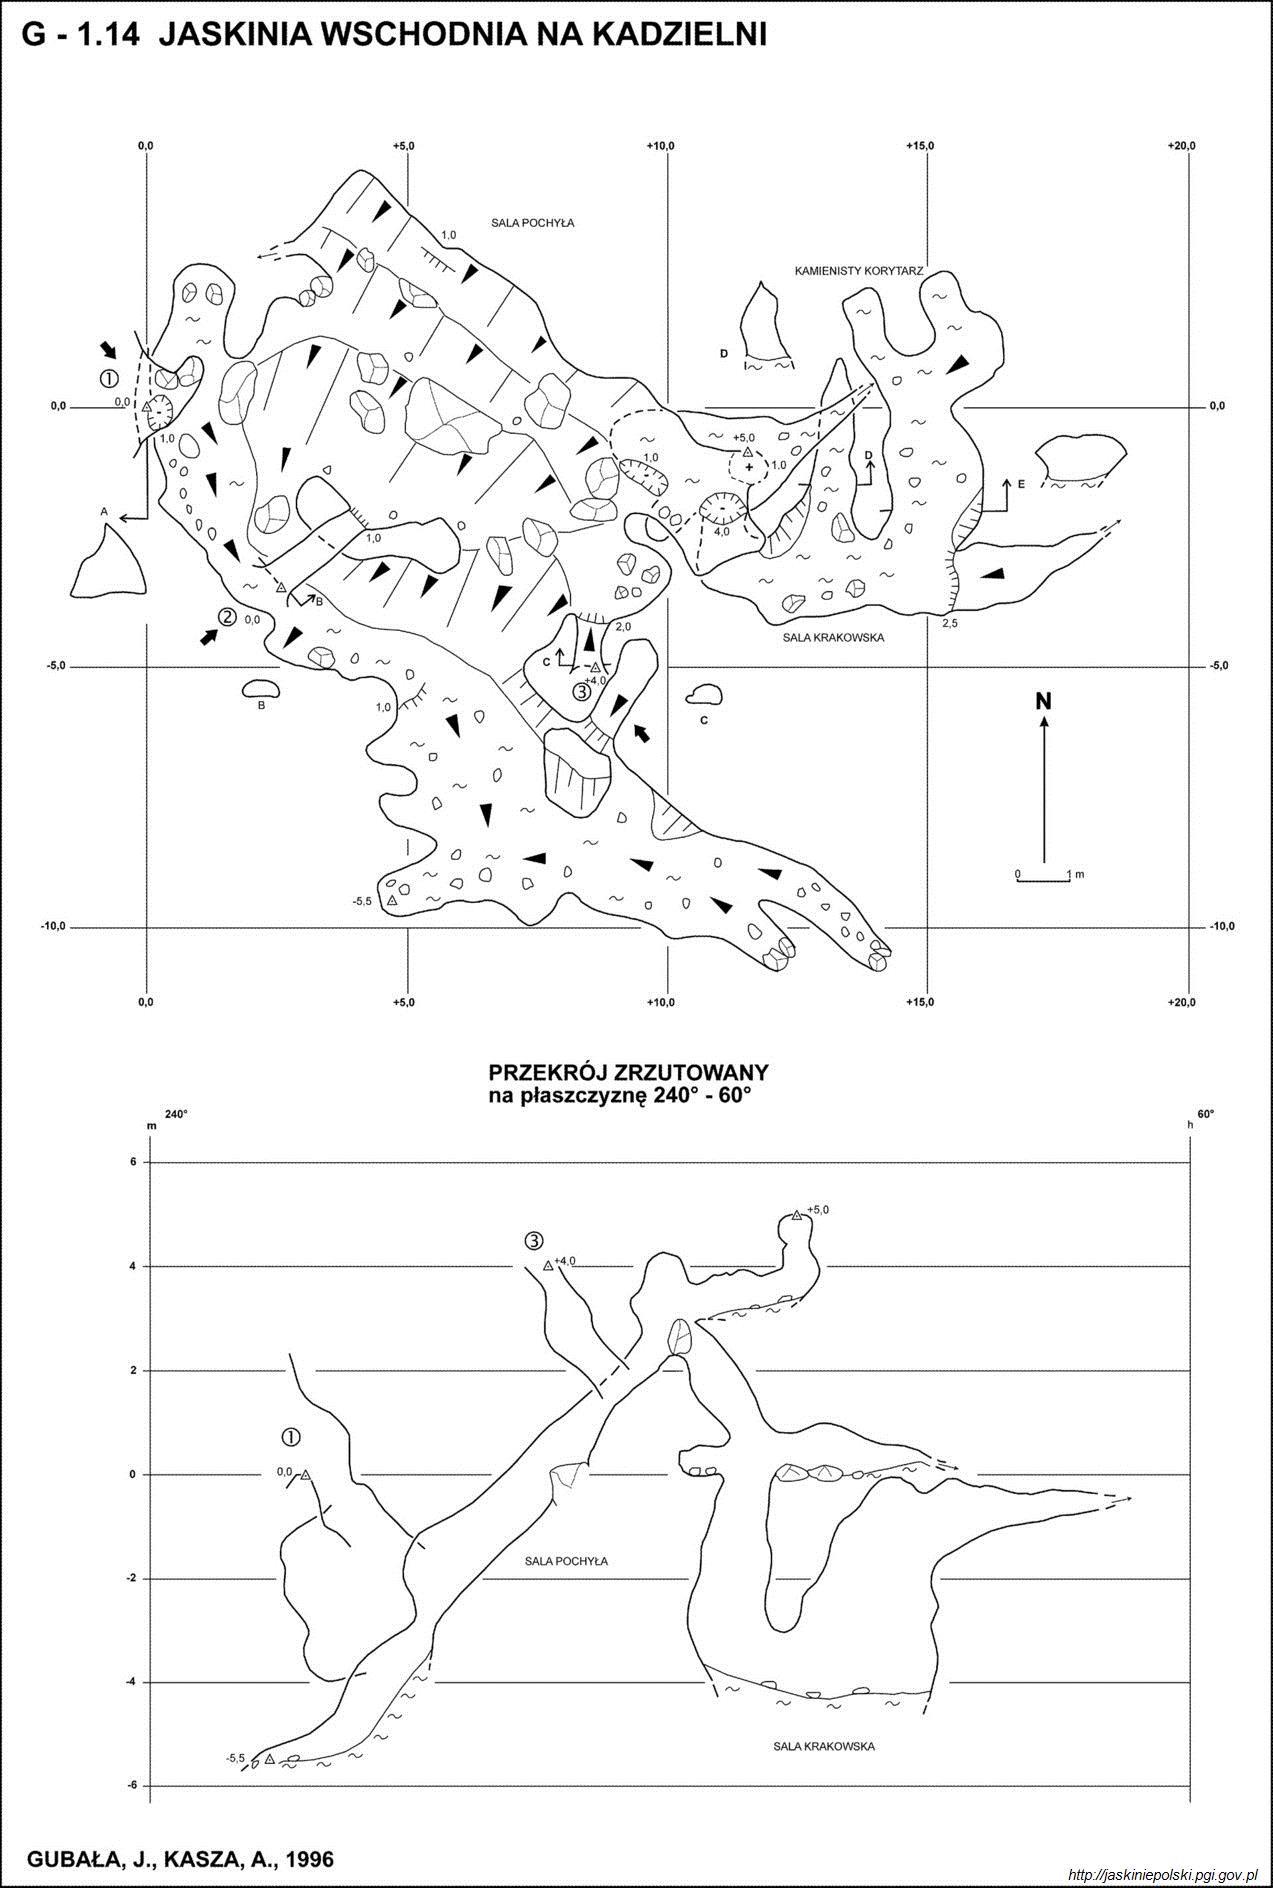 G - 1.14 JASKINIA WSCHODNIA NA KADZIELNI
0,0 +5,0 +10,0 +15,0 +20,0
SALA POCHYŁA
1,0
KAMIENISTY KORYTARZ
D
1
0,0
0,0
0,0
1,0
+5,0
1,0
1,0
D
E
A
4,0
1,0
B
2
0,0
2,0
2,5
SALA KRAKOWSKA
C
-5,0
-5,0
+4,0
3
B
C
1,0
N
0 1 m
-5,5
-10,0
-10,0
0,0 +5,0 +10,0 +15,0 +20,0
PRZEKRÓJ ZRZUTOWANY
na płaszczyznę 240° - 60°
240°
m
60°
h
6
+5,0
3
+4,0
4
2
1
0,0
0
SALA POCHYŁA
-2
-4
SALA KRAKOWSKA
-5,5
-6
GUBAŁA, J., KASZA, A., 1996
http://jaskiniepolski.pgi.gov.pl